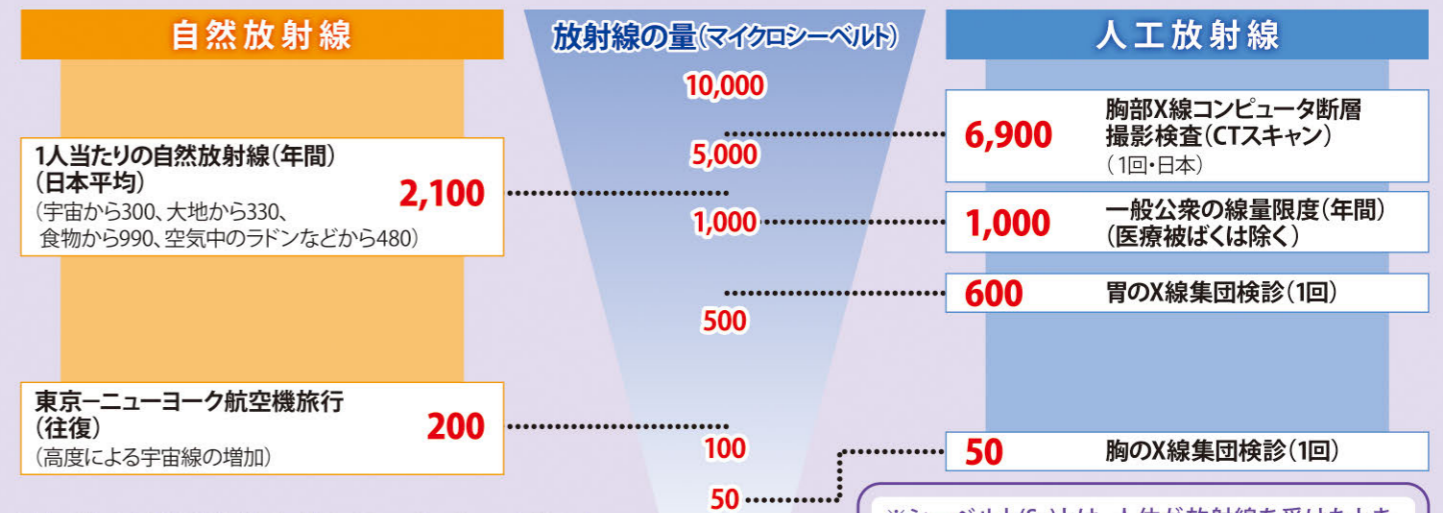 自然放射線
1人当たりの自然放射線（年間）
（日本平均）
2,100
（宇宙から300、大地から330、
食物から990、空気中のラドンなどから480）
東京ーニューヨーク航空機旅行
（往復）
200
（高度による宇宙線の増加）
放射線の量（マイクロシーベルト）
10,000
5,000
1,000
500
100
50
人工放射線
6,900
胸部X線コンピュータ断層
撮影検査（CTスキャン）
（1回・日本）
1,000
一般公衆の線量限度（年間）
（医療被ばくは除く）
600
胃のX線集団検診（1回）
50
胸のX線集団検診（1回）